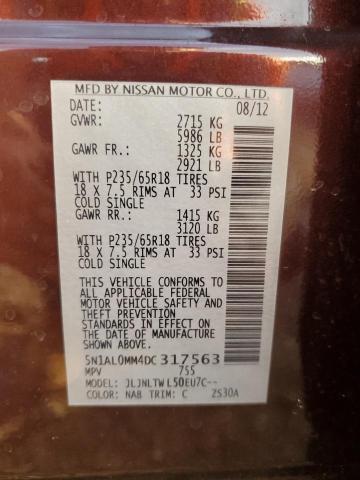 MFD BY NISSAN MOTOR CO., LTD.
DATE: 08/12
GVWR: 2715 KG
5986 LB
GAWR FR.: 1325 KG
2921 LB
WITH P235/65R18 TIRES
18 X 7.5 RIMS AT 33 PSI
COLD SINGLE
GAWR RR.: 1415 KG
3120 LB
WITH P235/65R18 TIRES
18 X 7.5 RIMS AT 33 PSI
COLD SINGLE
THIS VEHICLE CONFORMS TO
ALL APPLICABLE FEDERAL
MOTOR VEHICLE SAFETY AND
THEFT PREVENTION
STANDARDS IN EFFECT ON THE
DATE OF MANUFACTURE
SHOWN ABOVE.
5N1AL0MM4DC317563
MPV 755
MODEL: JLJNLTWL50EU7C--
COLOR: NAB TRIM: C ZS30A